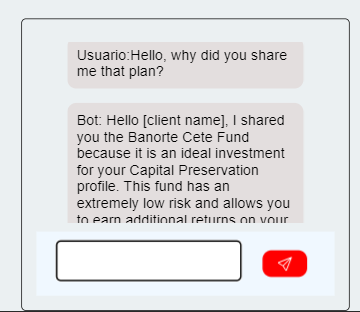 Usuario:Hello, why did you share
me that plan?
Bot: Hello [client name], I shared
you the Banorte Cete Fund
because it is an ideal investment
for your Capital Preservation
profile. This fund has an
extremely low risk and allows you
to earn additional returns on your